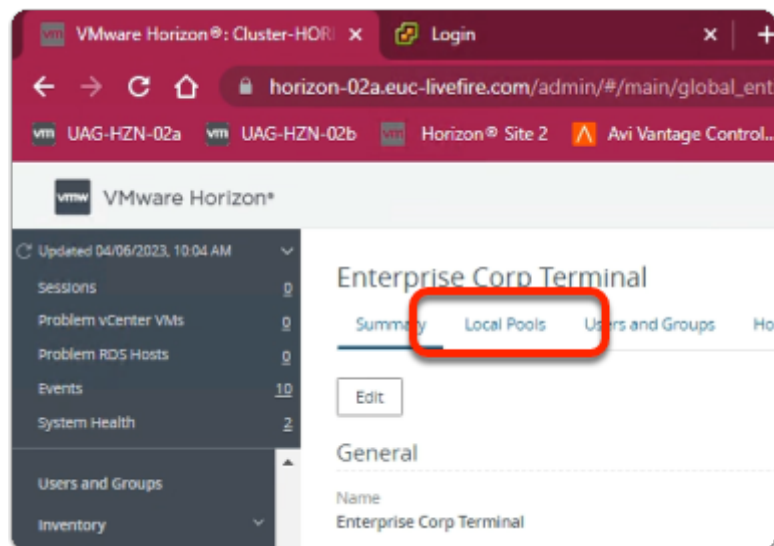 VMware Horizon®: Cluster-HORI
Login
horizon-02a.euc-livefire.com/admin/#/main/global_ent
UAG-HZN-02a UAG-HZN-02b Horizon® Site 2 Avi Vantage Control...
vmw VMware Horizon®
Updated 04/06/2023, 10:04 AM
Sessions 0
Problem vCenter VMs 0
Problem RDS Hosts 0
Events 10
System Health 2
Users and Groups
Inventory
Enterprise Corp Terminal
Summary Local Pools Users and Groups Ho
Edit
General
Name
Enterprise Corp Terminal